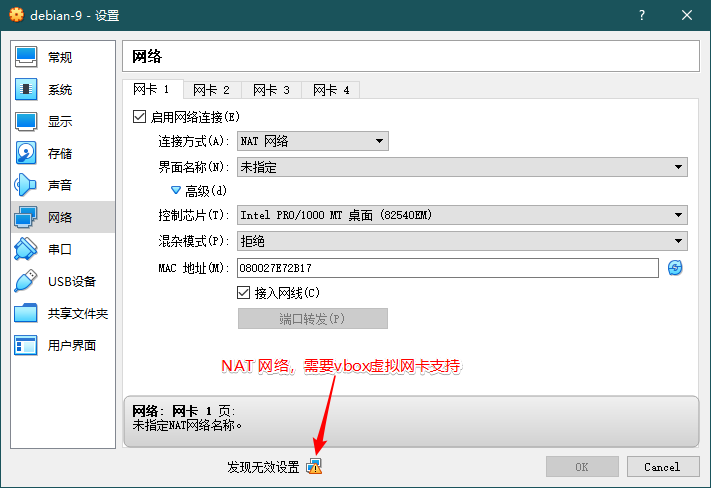 debian-9 - 设置
常规
系统
显示
存储
声音
网络
串口
USB设备
共享文件夹
用户界面
网络
网卡 1
网卡 2
网卡 3
网卡 4
启用网络连接(E)
连接方式(A): NAT 网络
界面名称(N): 未指定
高级(d)
控制芯片(T): Intel PRO/1000 MT 桌面 (82540EM)
混杂模式(P): 拒绝
MAC 地址(M): 080027E72B17
接入网线(C)
端口转发(P)
NAT 网络，需要vbox虚拟网卡支持
网络: 网卡 1 页:
未指定NAT网络名称。
发现无效设置
OK
Cancel